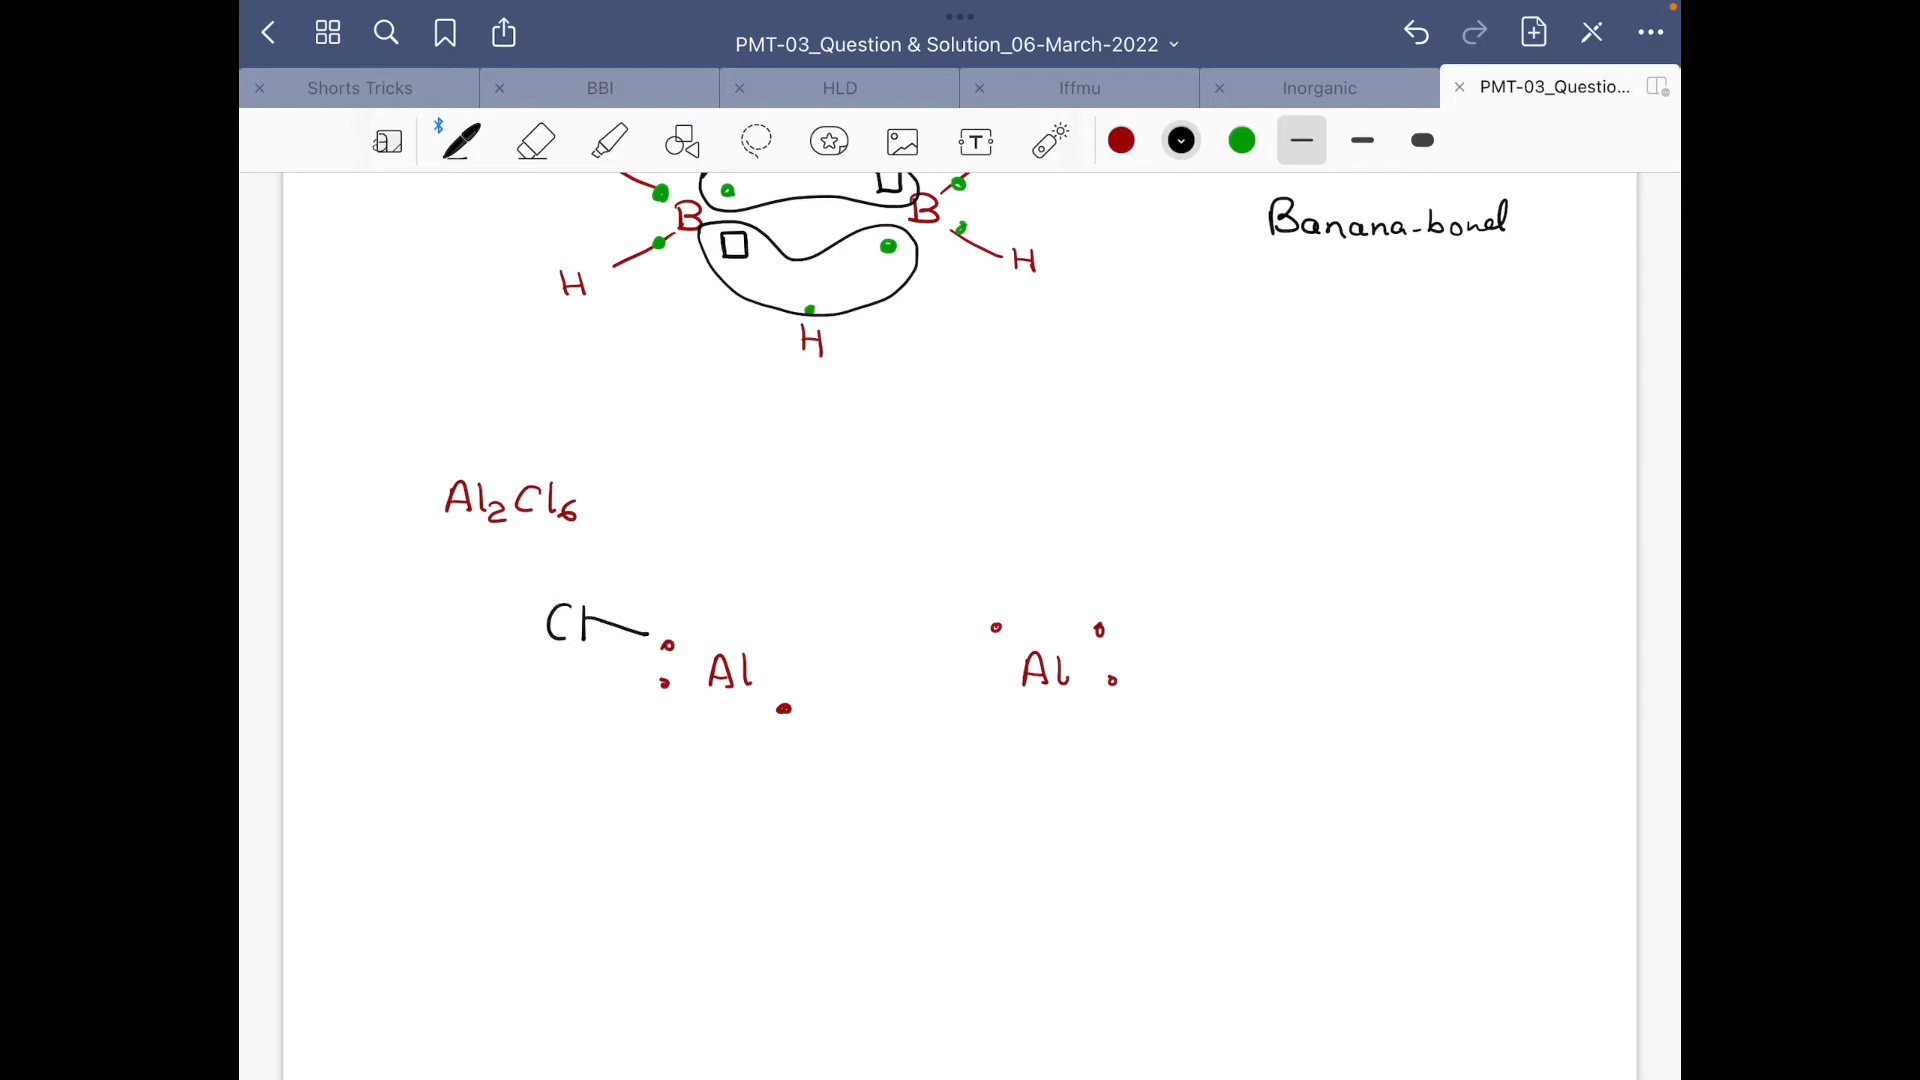 PMT-03_Question & Solution_06-March-2022
Shorts Tricks
BBI
HLD
Iffmu
Inorganic
PMT-03_Questio...
B
B
Banana-bond
H
H
H
Al₂Cl₆
Cl
Al
Al